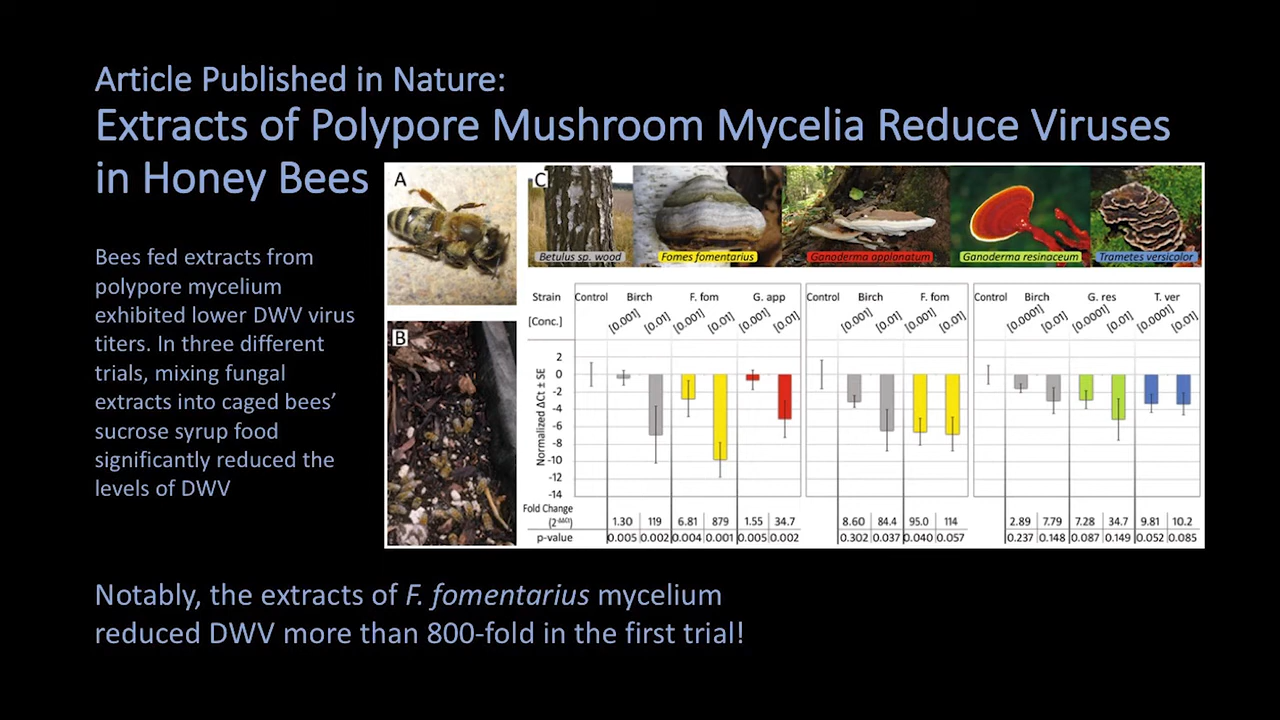 Article Published in Nature:
Extracts of Polypore Mushroom Mycelia Reduce Viruses
in Honey Bees
Bees fed extracts from
polypore mycelium
exhibited lower DWV virus
titers. In three different
trials, mixing fungal
extracts into caged bees’
sucrose syrup food
significantly reduced the
levels of DWV
A
B
C
Betulus sp. wood
Fomes fomentarius
Ganoderma applonatum
Ganoderma resinaceum
Trametes versicolor
Strain Control Birch F. fom G. app Control Birch F. fom Control Birch G. res T. ver
[Conc.] [0.001] [0.01] [0.001] [0.01] [0.001] [0.01] [0.001] [0.01] [0.001] [0.01] [0.0001] [0.01] [0.0001] [0.01] [0.0001] [0.01]
Normalized ΔCt ± SE
2
0
-2
-4
-6
-8
-10
-12
-14
Fold Change
(2^-ΔΔCt) 1.30 119 6.81 879 1.55 34.7 8.60 84.4 95.0 114 2.89 7.79 7.28 34.7 9.81 10.2
p-value 0.005 0.002 0.004 0.001 0.005 0.002 0.302 0.037 0.040 0.057 0.237 0.148 0.087 0.149 0.052 0.085
Notably, the extracts of F. fomentarius mycelium
reduced DWV more than 800-fold in the first trial!